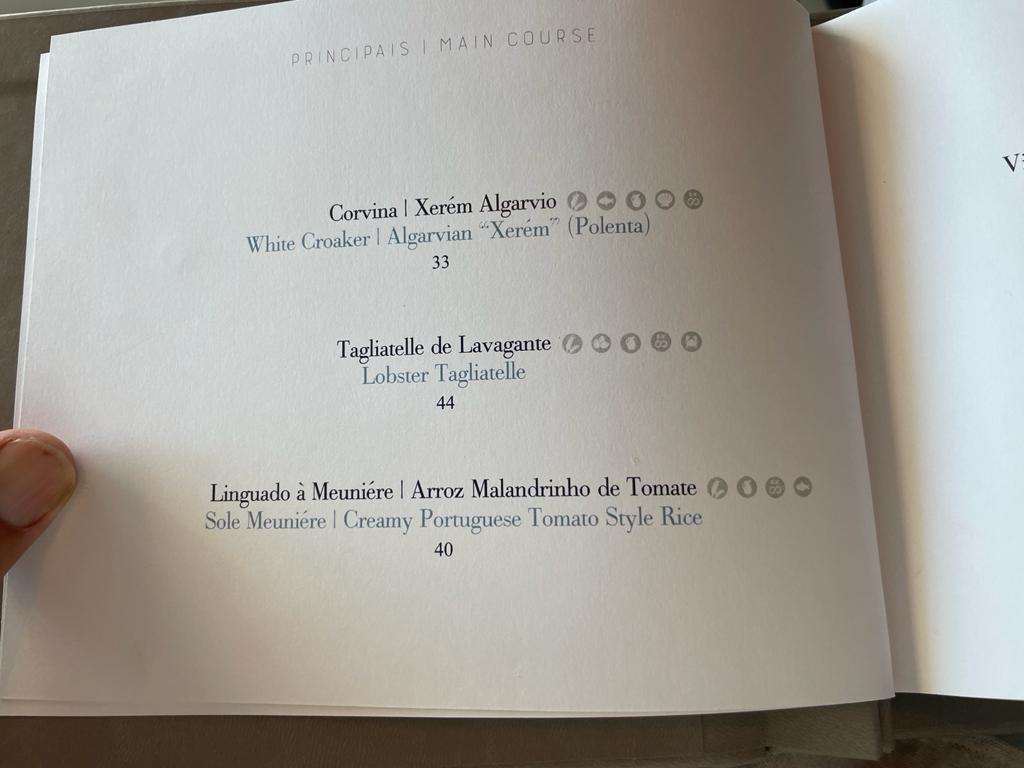 PRINCIPAIS | MAIN COURSE
Corvina | Xerém Algarvio
White Croaker | Algarvian “Xerém” (Polenta)
33
Tagliatelle de Lavagante
Lobster Tagliatelle
44
Linguado à Meuniére | Arroz Malandrinho de Tomate
Sole Meuniére | Creamy Portuguese Tomato Style Rice
40